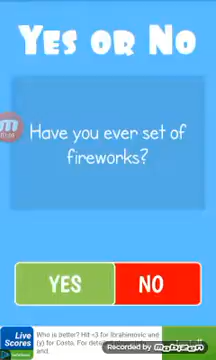 YES OR NO
Have you ever set of
fireworks?
YES
NO
Live
Scores
Who is better? Hit <3 for Ibrahimovic and
(y) for Costa. For
and.
Recorded by mobizen